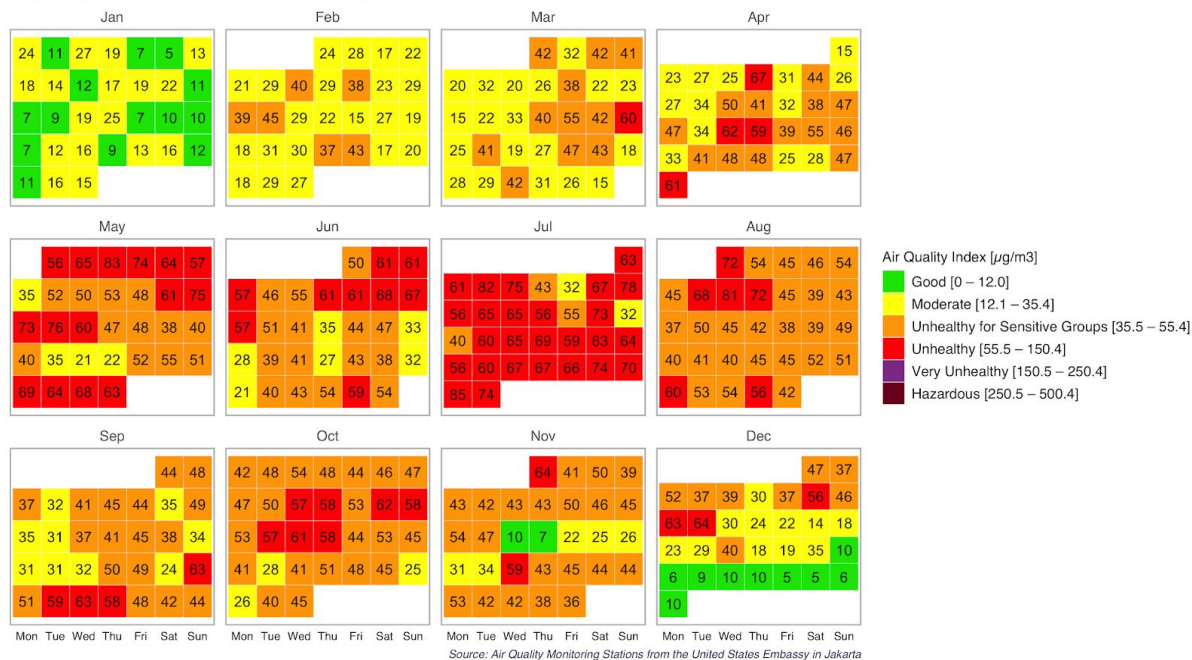 Jan Feb Mar Apr
24 11 27 19 7 5 13
18 14 12 17 19 22 11
7 9 19 25 7 10 10
7 12 16 9 13 16 12
11 16 15
24 28 17 22
21 29 40 29 38 23 29
39 45 29 22 15 27 19
18 31 30 37 43 17 20
18 29 27
42 32 42 41
20 32 20 26 38 22 23
15 22 33 40 55 42 60
25 41 19 27 47 43 18
28 29 42 31 26 15
15
23 27 25 67 31 44 26
27 34 50 41 32 38 47
47 34 62 59 39 55 46
33 41 48 48 25 28 47
61
May Jun Jul Aug
56 65 83 74 64 57
35 52 50 53 48 61 75
73 76 60 47 48 38 40
40 35 21 22 52 55 51
69 64 68 63
50 61 61
57 46 55 61 61 68 67
57 51 41 35 44 47 33
28 39 41 27 43 38 32
21 40 43 54 59 54
63
61 82 75 43 32 67 78
56 65 65 56 55 73 32
40 60 65 69 59 63 64
56 60 67 67 66 74 70
85 74
72 54 45 46 54
45 68 81 72 45 39 43
37 50 45 42 38 39 49
40 41 40 45 45 52 51
60 53 54 56 42
Air Quality Index [µg/m3]
Good [0 – 12.0]
Moderate [12.1 – 35.4]
Unhealthy for Sensitive Groups [35.5 – 55.4]
Unhealthy [55.5 – 150.4]
Very Unhealthy [150.5 – 250.4]
Hazardous [250.5 – 500.4]
Sep Oct Nov Dec
44 48
37 32 41 45 44 35 49
35 31 37 41 45 38 34
31 31 32 50 49 24 63
51 59 63 58 48 42 44
42 48 54 48 44 46 47
47 50 57 58 53 62 58
53 57 61 58 44 53 45
41 28 41 51 48 45 25
26 40 45
64 41 50 39
43 42 43 43 50 46 45
54 47 10 7 22 25 26
31 34 59 43 45 44 44
53 42 42 38 36
47 37
52 37 39 30 37 56 46
63 64 30 24 22 14 18
23 29 40 18 19 35 10
6 9 10 10 5 5 6
10
Mon Tue Wed Thu Fri Sat Sun Mon Tue Wed Thu Fri Sat Sun Mon Tue Wed Thu Fri Sat Sun Mon Tue Wed Thu Fri Sat Sun
Source: Air Quality Monitoring Stations from the United States Embassy in Jakarta